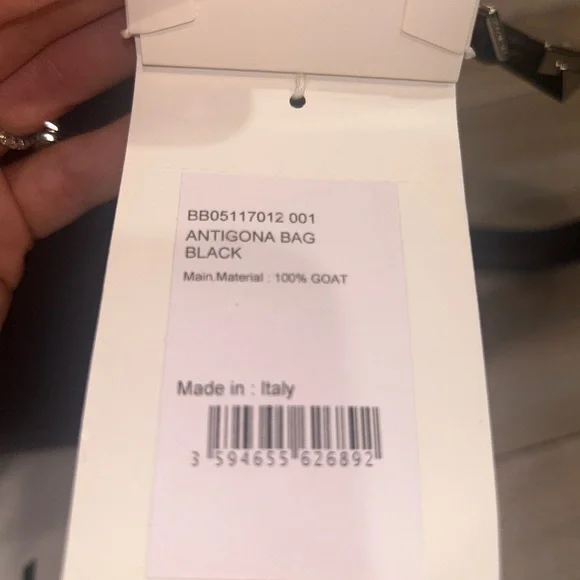 BB05117012 001
ANTIGONA BAG
BLACK
Main.Material : 100% GOAT
Made in : Italy
3 594655 626892